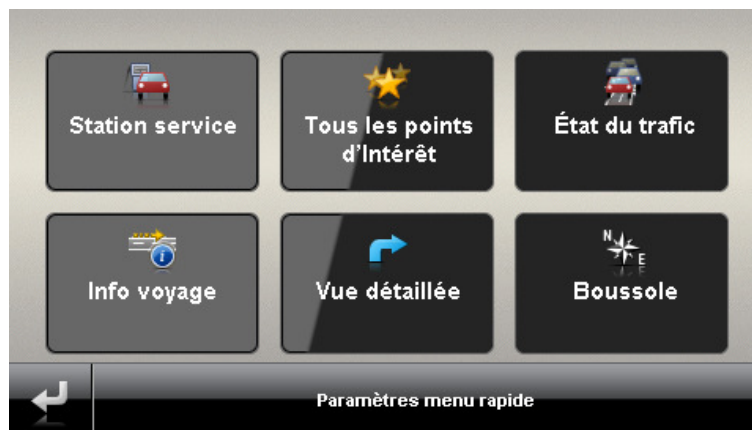 Station service
Tous les points
d'Intérêt
État du trafic
Info voyage
Vue détaillée
N
E
Boussole
Paramètres menu rapide